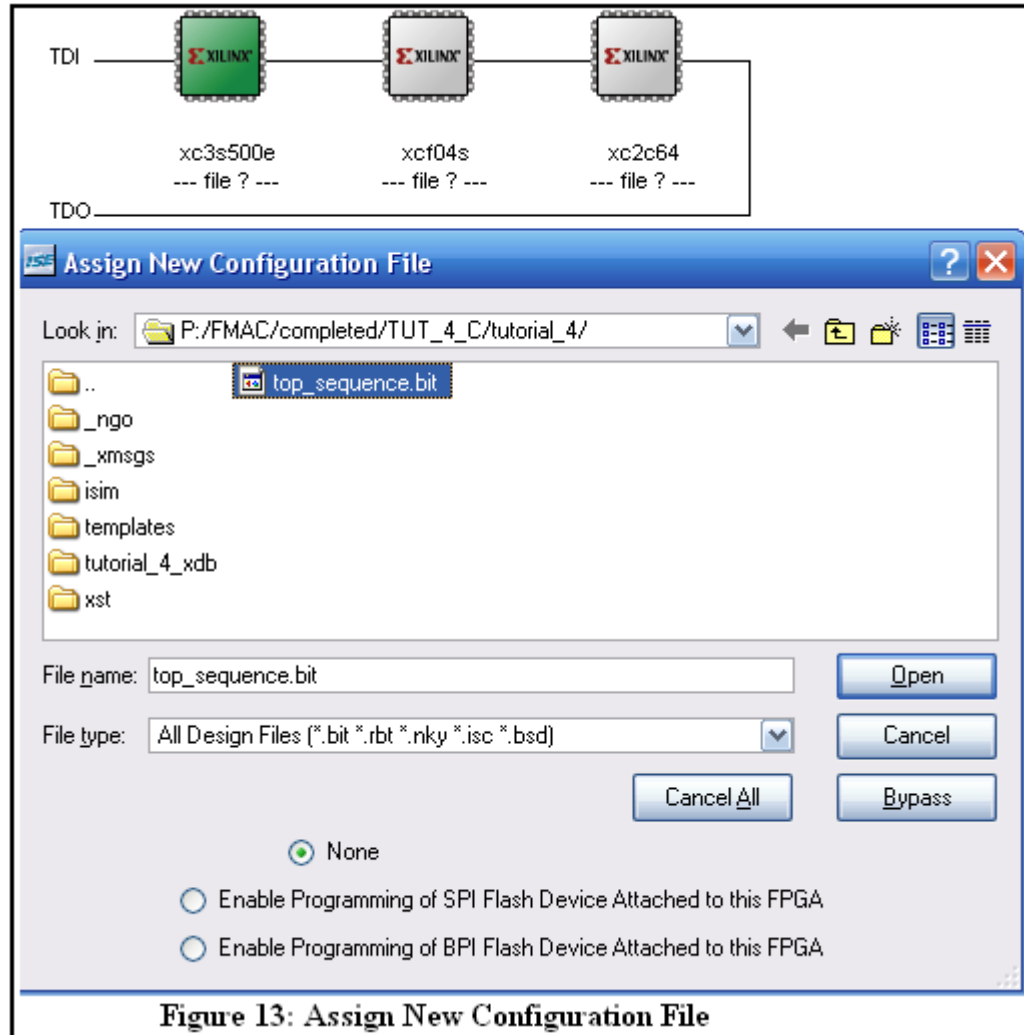 TDI
XILINX XILINX XILINX
xc3s500e xcf04s xc2c64
--- file ? --- --- file ? --- --- file ? ---
TDO
ISE Assign New Configuration File
Look in: P:/FMAC/completed/TUT_4_C/tutorial_4/
.. top_sequence.bit
_ngo
_xmsgs
isim
templates
tutorial_4_xdb
xst
File name: top_sequence.bit Open
File type: All Design Files (*.bit *.rbt *.nky *.isc *.bsd) Cancel
Cancel All Bypass
None
Enable Programming of SPI Flash Device Attached to this FPGA
Enable Programming of BPI Flash Device Attached to this FPGA
Figure 13: Assign New Configuration File